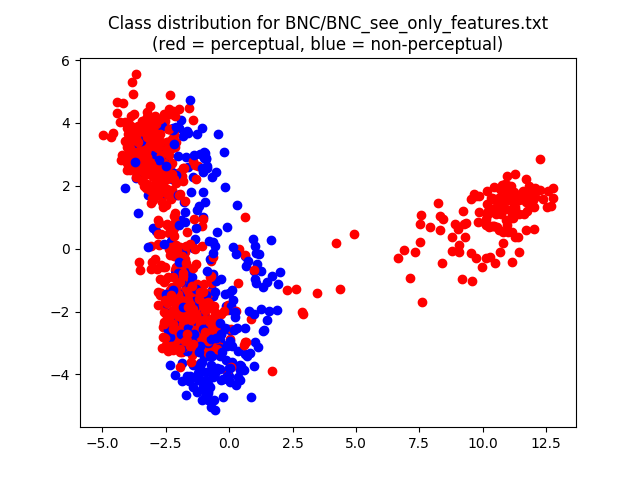 Class distribution for BNC/BNC_see_only_features.txt
(red = perceptual, blue = non-perceptual)
6
4
2
0
−2
−4
−5.0 −2.5 0.0 2.5 5.0 7.5 10.0 12.5